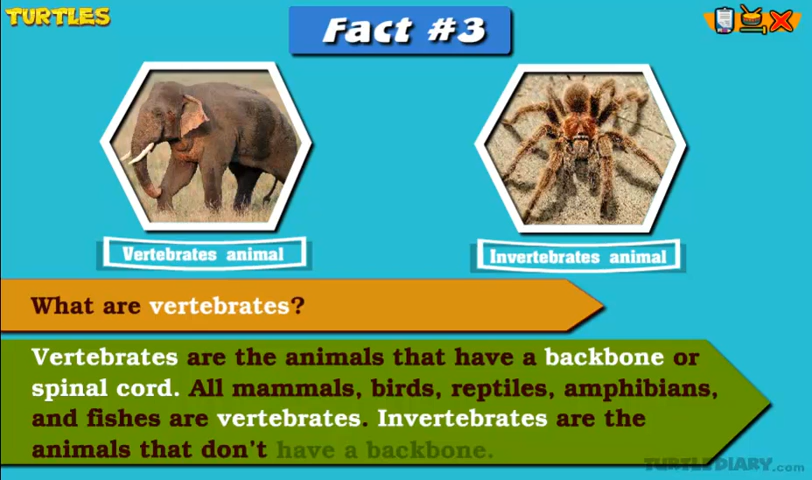 TURTLES
Fact #3
Vertebrates animal
Invertebrates animal
What are vertebrates?
Vertebrates are the animals that have a backbone or
spinal cord. All mammals, birds, reptiles, amphibians,
and fishes are vertebrates. Invertebrates are the
animals that don't have a backbone.
TURTLEDIARY.com